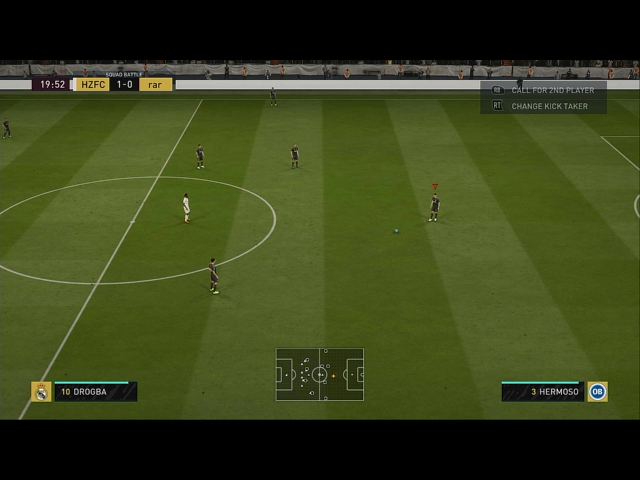 SQUAD BATTLE
19:52 HZFC 1-0 rar
RB CALL FOR 2ND PLAYER
RT CHANGE KICK TAKER
10 DROGBA
3 HERMOSO
OB